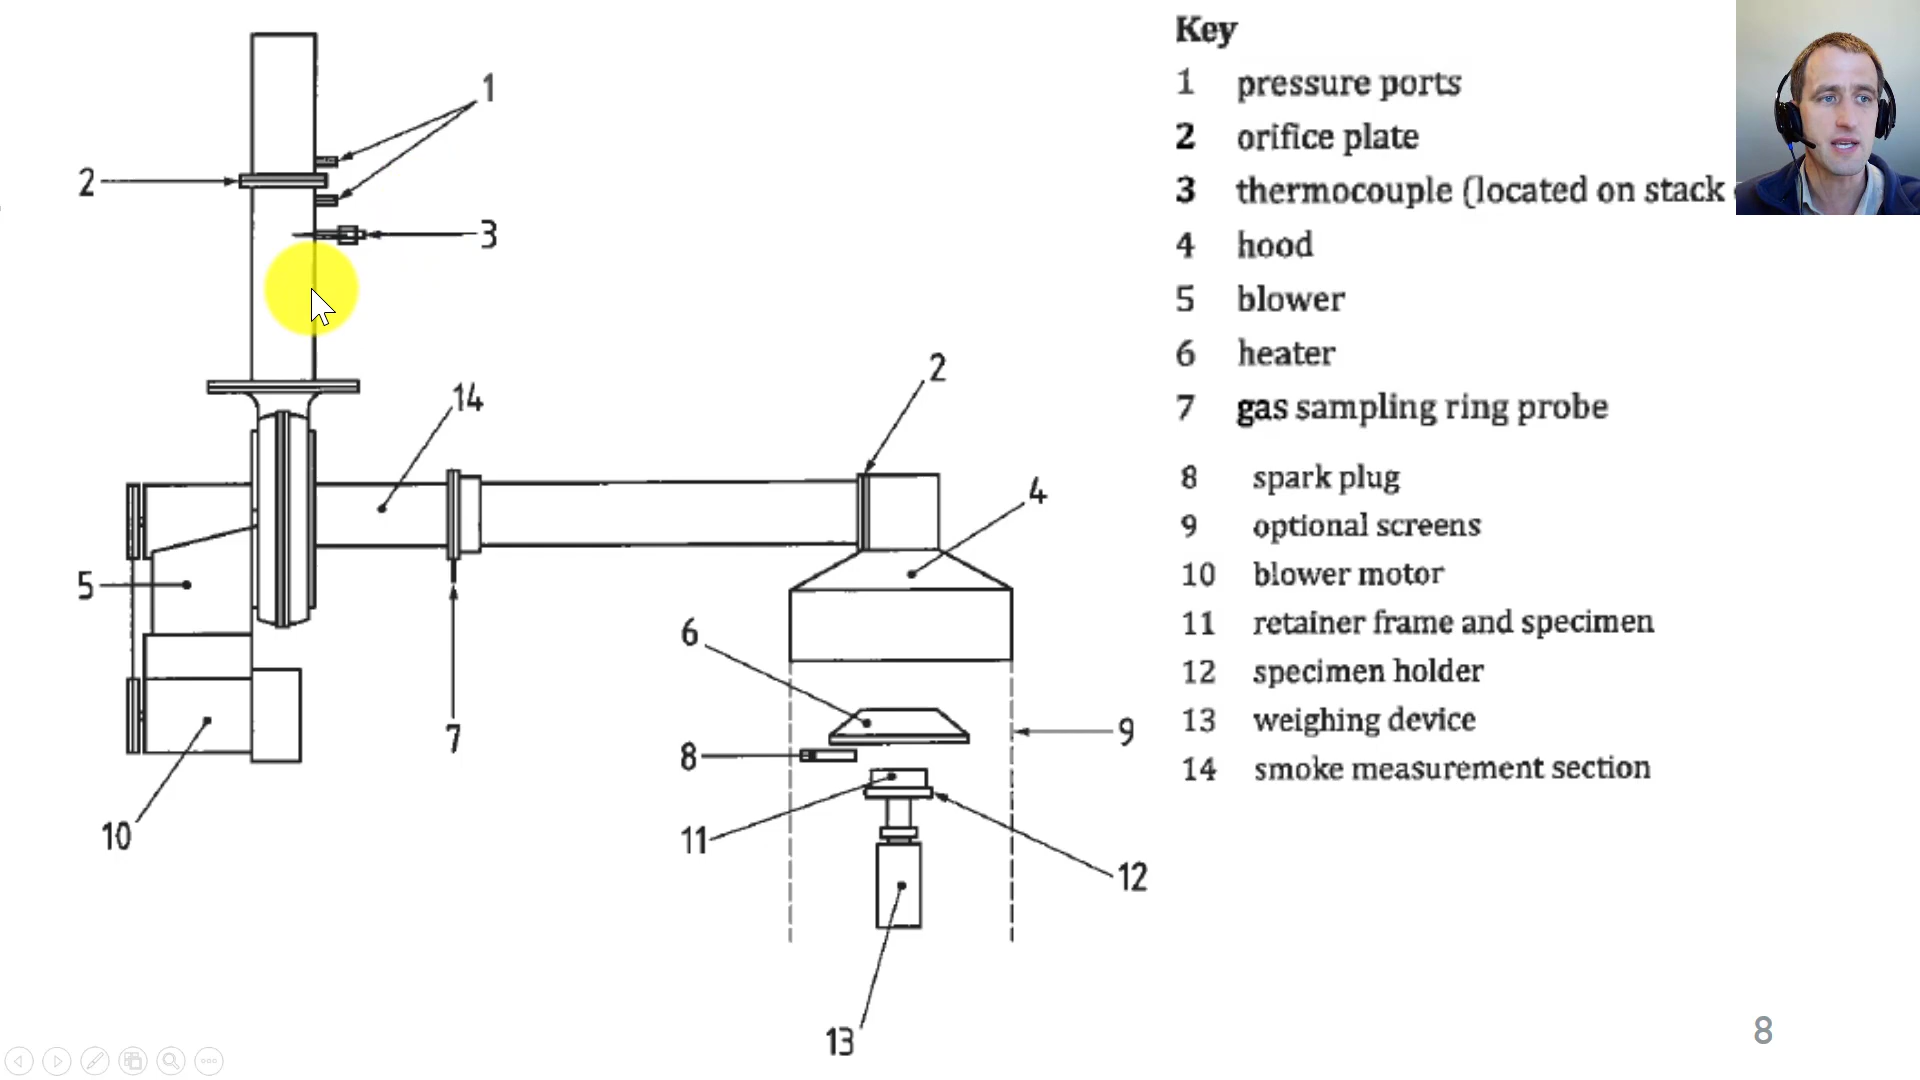 1
2
3
14
2
4
5
6
7
8
9
10
11
12
13
Key
1 pressure ports
2 orifice plate
3 thermocouple (located on stack
4 hood
5 blower
6 heater
7 gas sampling ring probe
8 spark plug
9 optional screens
10 blower motor
11 retainer frame and specimen
12 specimen holder
13 weighing device
14 smoke measurement section
8